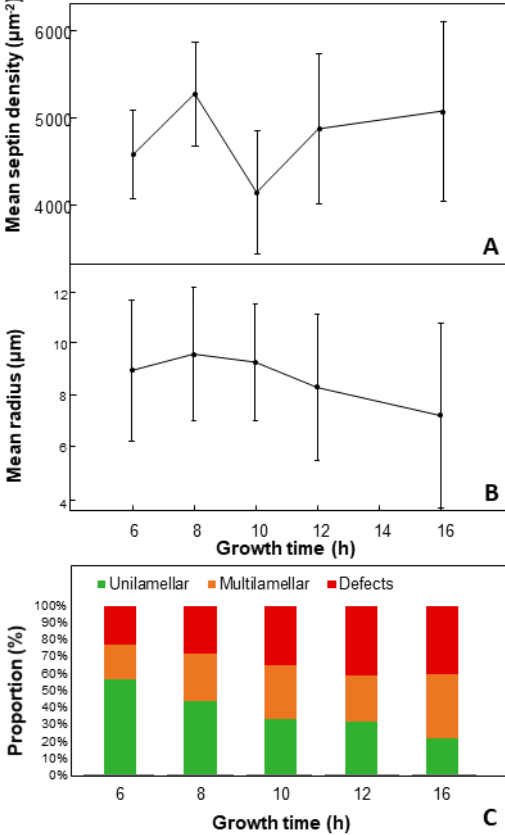 Mean septin density (µm⁻²)
6000
5000
4000
A
Mean radius (µm)
12
10
8
6
4
B
6 8 10 12 14 16
Growth time (h)
Unilamellar Multilamellar Defects
Proportion (%)
100%
90%
80%
70%
60%
50%
40%
30%
20%
10%
0%
6 8 10 12 16
Growth time (h)
C